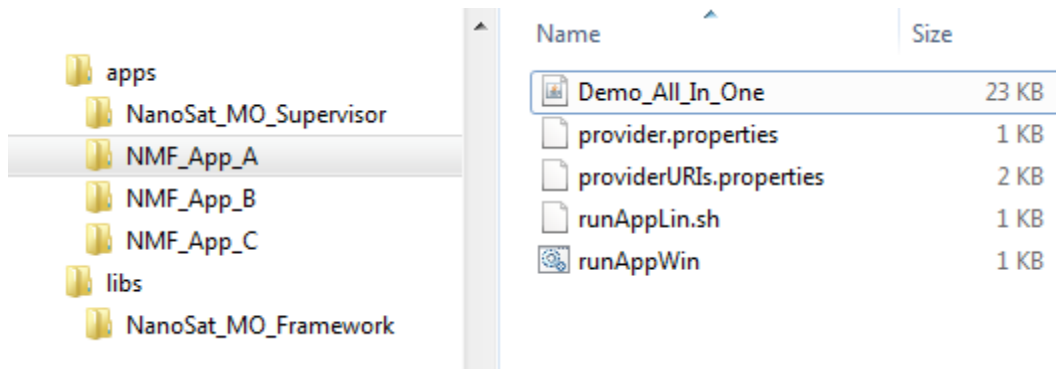 apps
NanoSat_MO_Supervisor
NMF_App_A
NMF_App_B
NMF_App_C
libs
NanoSat_MO_Framework
Name Size
Demo_All_In_One 23 KB
provider.properties 1 KB
providerURIs.properties 2 KB
runAppLin.sh 1 KB
runAppWin 1 KB